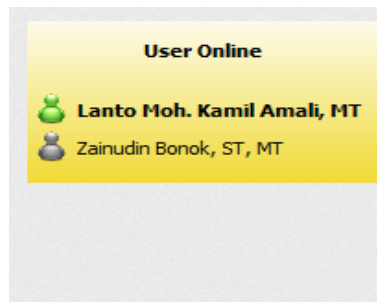 User Online
Lanto Moh. Kamil Amali, MT
Zainudin Bonok, ST, MT